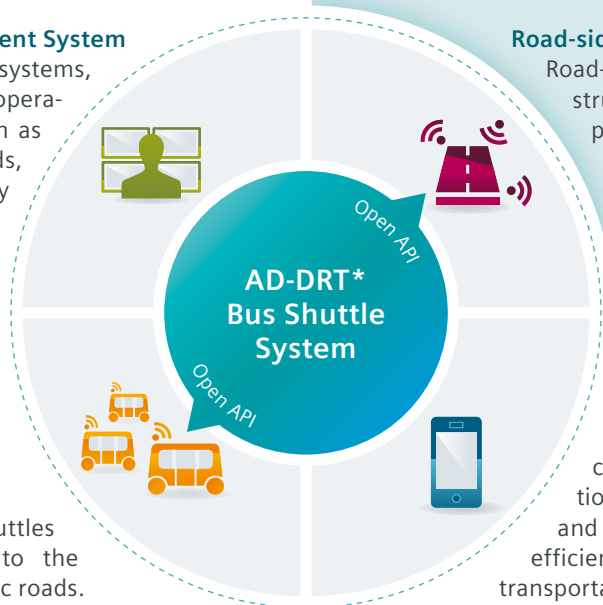 ent System
systems,
opera-
as
ds,
y
Road-sid
Road-
str
p
Open API
AD-DRT*
Bus Shuttle
System
Open API
uttles
to the
c roads.
c
tio
and
efficien
transporta